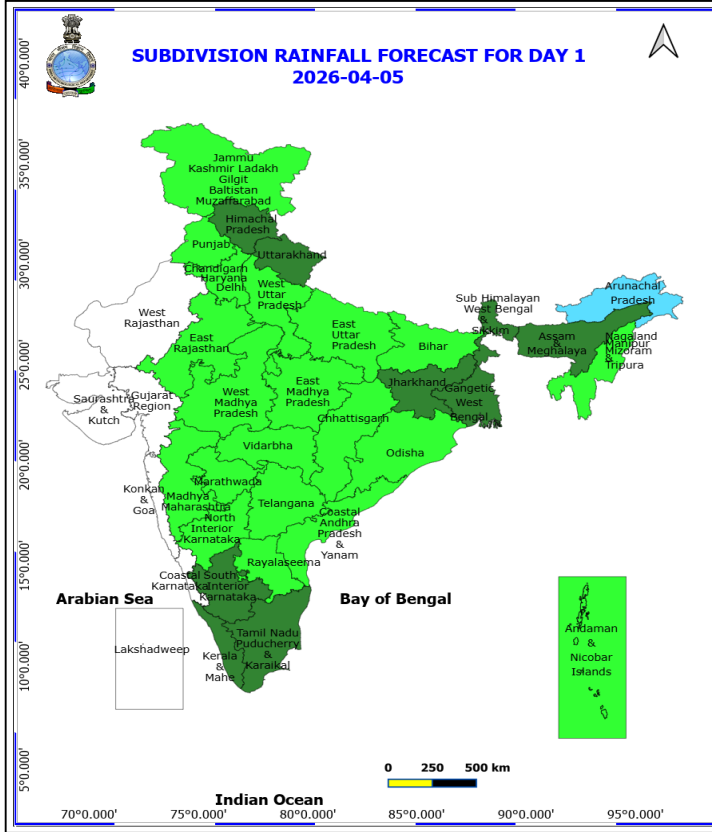 SUBDIVISION RAINFALL FORECAST FOR DAY 1
2026-04-05
40°0.000'
35°0.000'
30°0.000'
25°0.000'
20°0.000'
15°0.000'
10°0.000'
5°0.000'
Jammu
Kashmir Ladakh
Gilgit
Baltistan
Muzaffarabad
Himachal
Pradesh
Punjab
Uttarakhand
Chandigarh
Haryana
Delhi
West
Uttar
Pradesh
West
Rajasthan
East
Rajasthan
East
Uttar
Pradesh
Bihar
Sub Himalayan
West Bengal
&
Sikkim
Arunachal
Pradesh
Assam
&
Meghalaya
Nagaland
Manipur
Mizoram
&
Tripura
Saurashtra
&
Kutch
Gujarat
Region
West
Madhya
Pradesh
East
Madhya
Pradesh
Jharkhand
Gangetic
West
Bengal
Chhattisgarh
Odisha
Vidarbha
Konkan
&
Goa
Madhya
Maharashtra
Marathwada
Telangana
North
Interior
Karnataka
Coastal
Andhra
Pradesh
&
Yanam
Rayalaseema
Coastal
Karnataka
South
Interior
Karnataka
Arabian Sea
Bay of Bengal
Lakshadweep
Kerala
&
Mahe
Tamil Nadu
Puducherry
&
Karaikal
Andaman
&
Nicobar
Islands
0 250 500 km
Indian Ocean
70°0.000' 75°0.000' 80°0.000' 85°0.000' 90°0.000' 95°0.000'